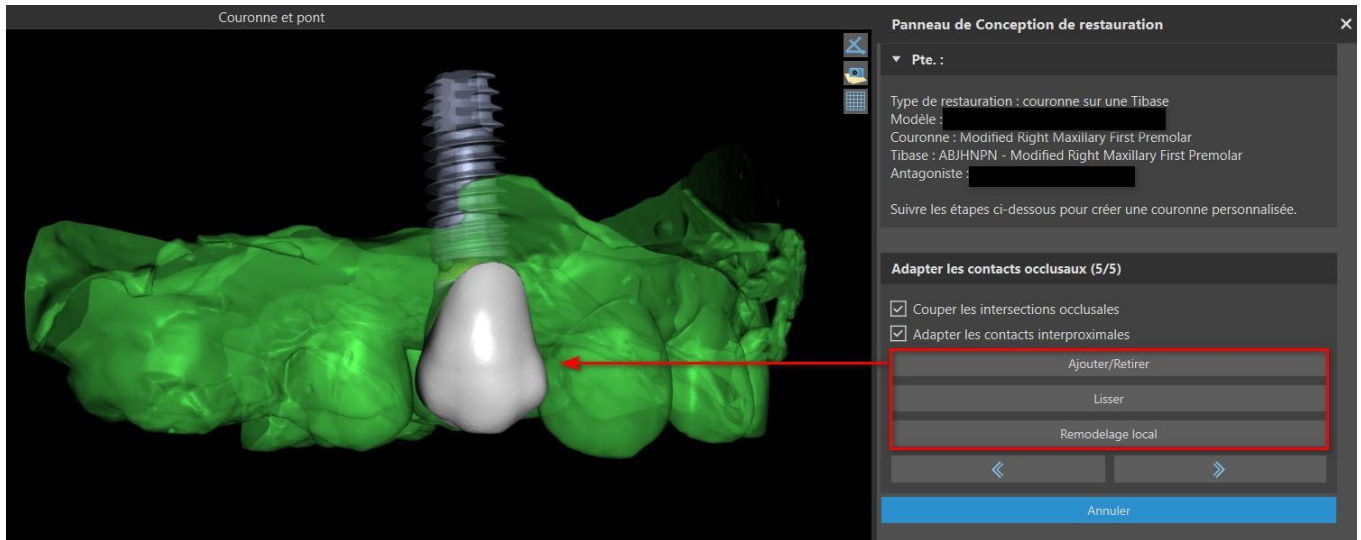 Couronne et pont
Panneau de Conception de restauration
Pte. :
Type de restauration : couronne sur une Tibase
Modèle :
Couronne : Modified Right Maxillary First Premolar
Tibase : ABJHNPN - Modified Right Maxillary First Premolar
Antagoniste :
Suivre les étapes ci-dessous pour créer une couronne personnalisée.
Adapter les contacts occlusaux (5/5)
Couper les intersections occlusales
Adapter les contacts interproximales
Ajouter/Retirer
Lisser
Remodelage local
Annuler